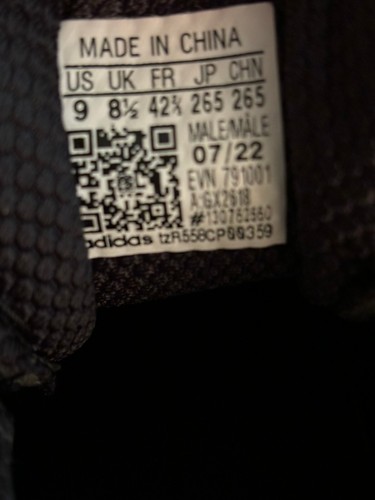 MADE IN CHINA
US UK FR JP CHN
9 8½ 42⅔ 265 265
MALE/MÂLE
07/22
EVN 791001
A:GX2618
adidas tzR558CP00359